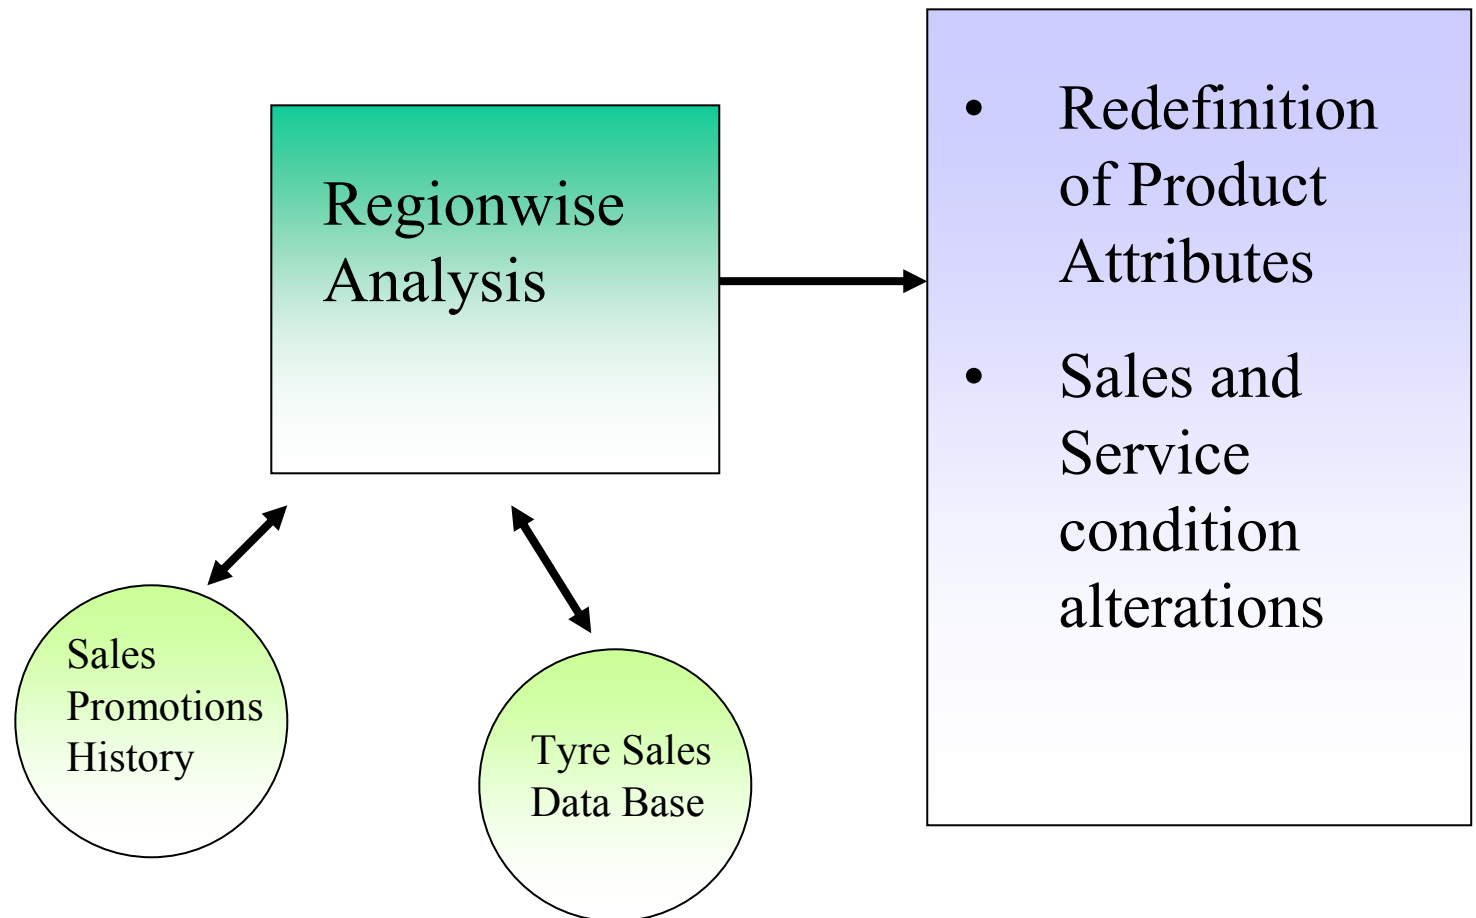 Regionwise
Analysis
• Redefinition
of Product
Attributes
• Sales and
Service
condition
alterations
Sales
Promotions
History
Tyre Sales
Data Base